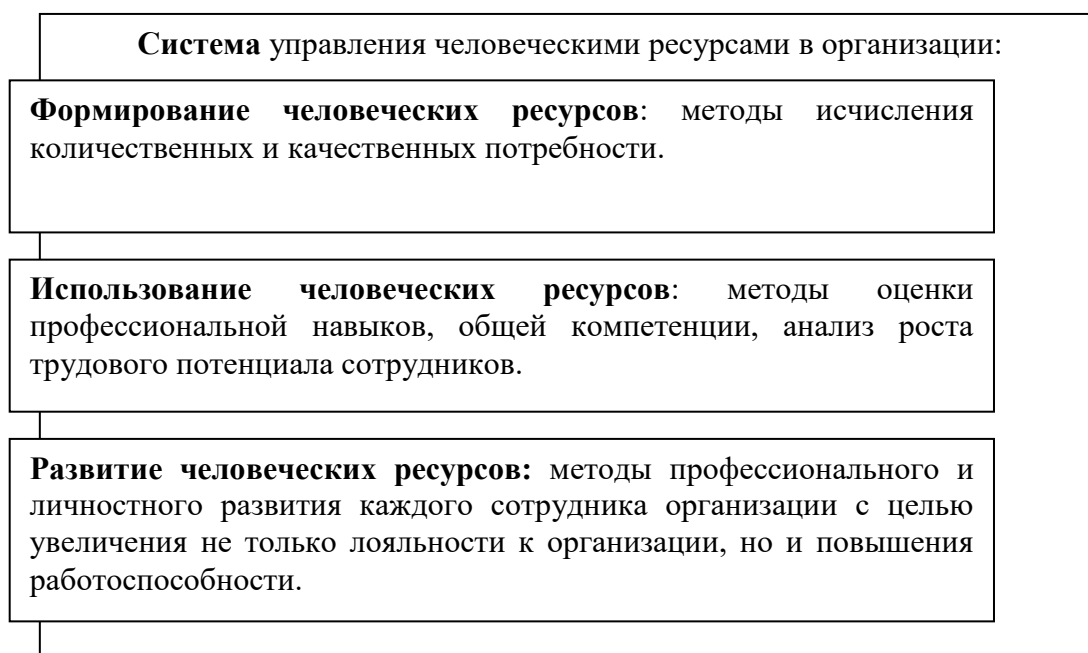 Система управления человеческими ресурсами в организации:
Формирование человеческих ресурсов: методы исчисления
количественных и качественных потребности.
Использование человеческих ресурсов: методы оценки
профессиональной навыков, общей компетенции, анализ роста
трудового потенциала сотрудников.
Развитие человеческих ресурсов: методы профессионального и
личностного развития каждого сотрудника организации с целью
увеличения не только лояльности к организации, но и повышения
работоспособности.